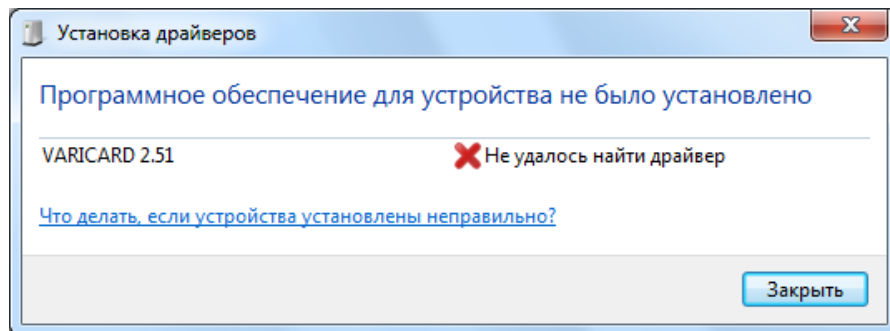 Установка драйверов
Программное обеспечение для устройства не было установлено
VARICARD 2.51 Не удалось найти драйвер
Что делать, если устройства установлены неправильно?
Закрыть